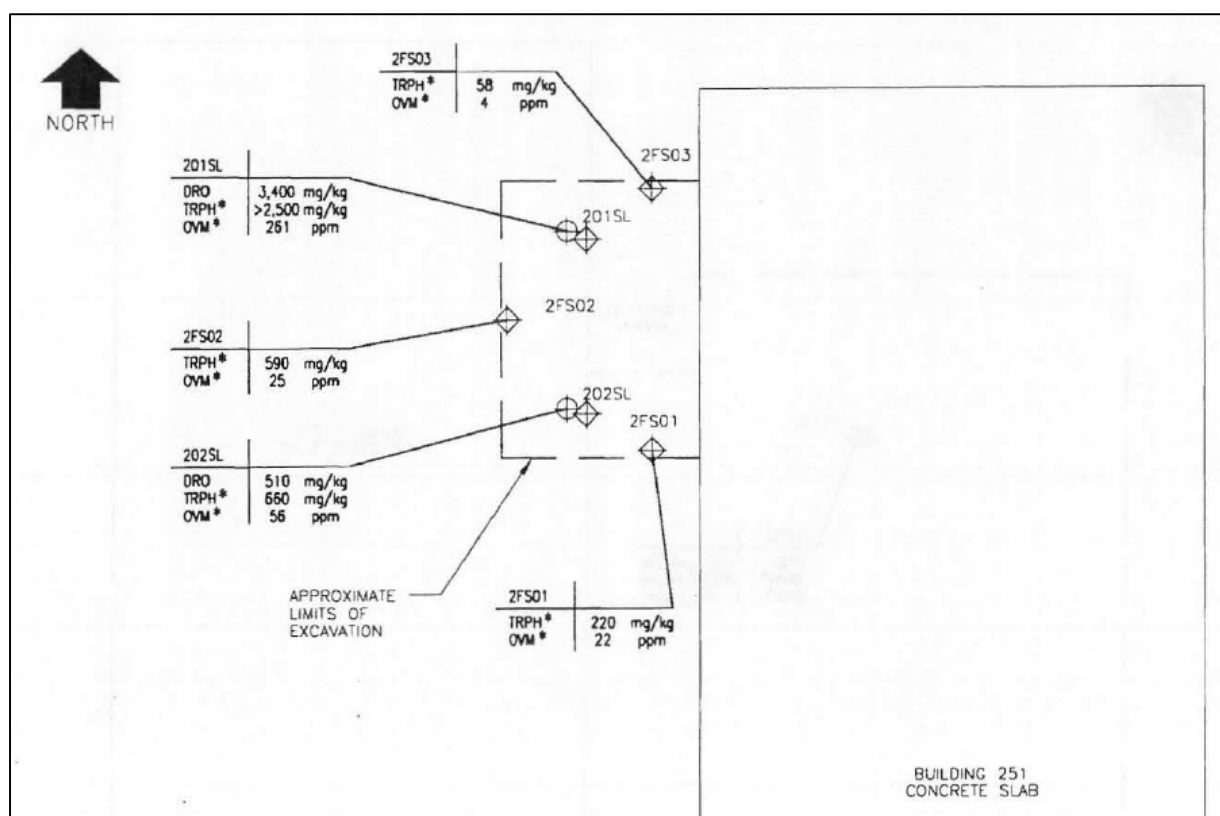 NORTH
2FS03
TRPH* 58 mg/kg
OVM* 4 ppm
2FS03
201SL
DRO 3,400 mg/kg
TRPH* >2,500 mg/kg
OVM* 261 ppm
201SL
2FS02
2FS02
TRPH* 590 mg/kg
OVM* 25 ppm
202SL
2FS01
202SL
DRO 510 mg/kg
TRPH* 660 mg/kg
OVM* 56 ppm
APPROXIMATE
LIMITS OF
EXCAVATION
2FS01
TRPH* 220 mg/kg
OVM* 22 ppm
BUILDING 251
CONCRETE SLAB